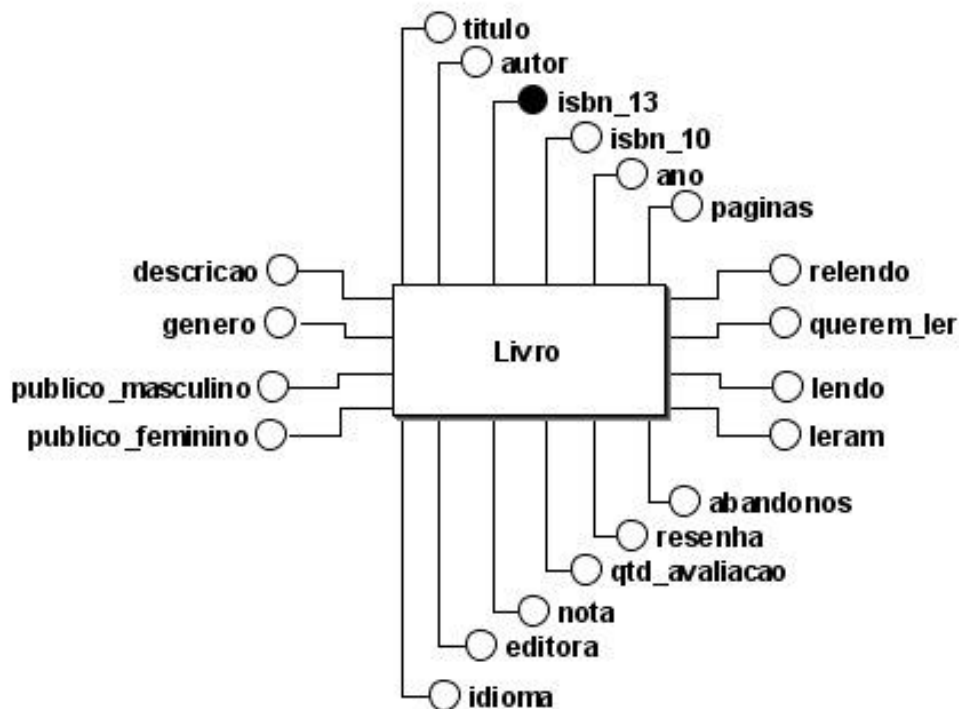 titulo
autor
isbn_13
isbn_10
ano
paginas
descricao
relendo
genero
querem_ler
Livro
publico_masculino
lendo
publico_feminino
leram
abandonos
resenha
qtd_avaliacao
nota
editora
idioma